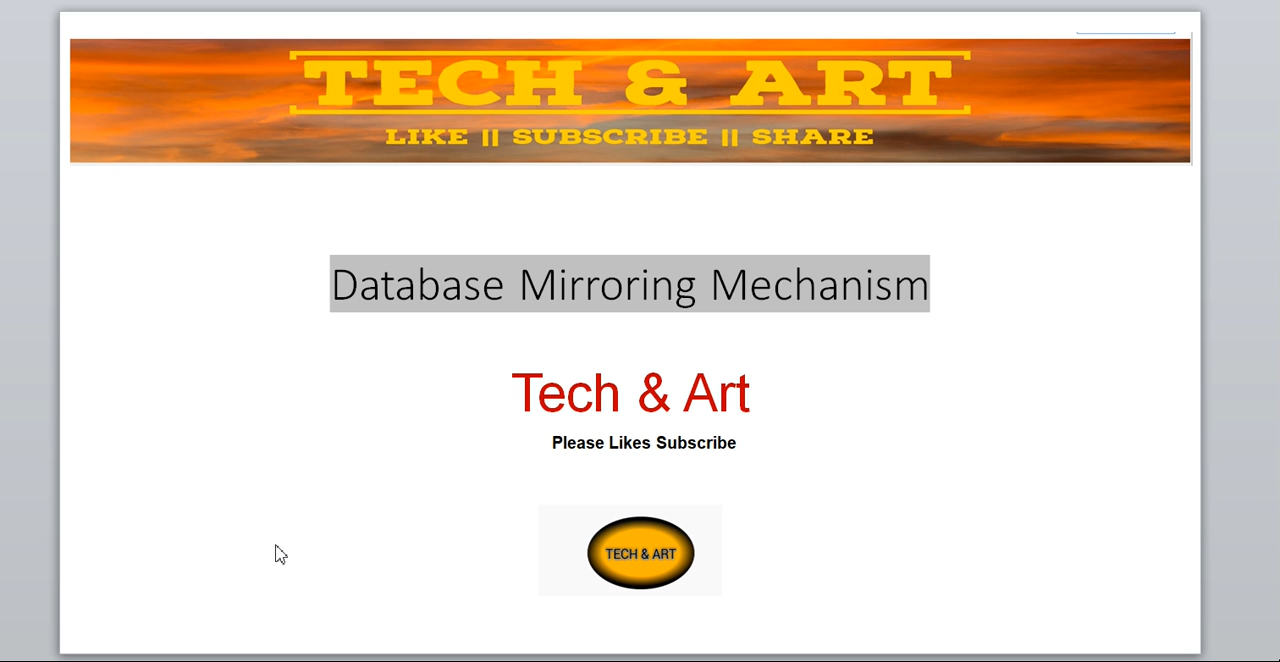 TECH & ART
LIKE || SUBSCRIBE || SHARE
Database Mirroring Mechanism
Tech & Art
Please Likes Subscribe
TECH & ART